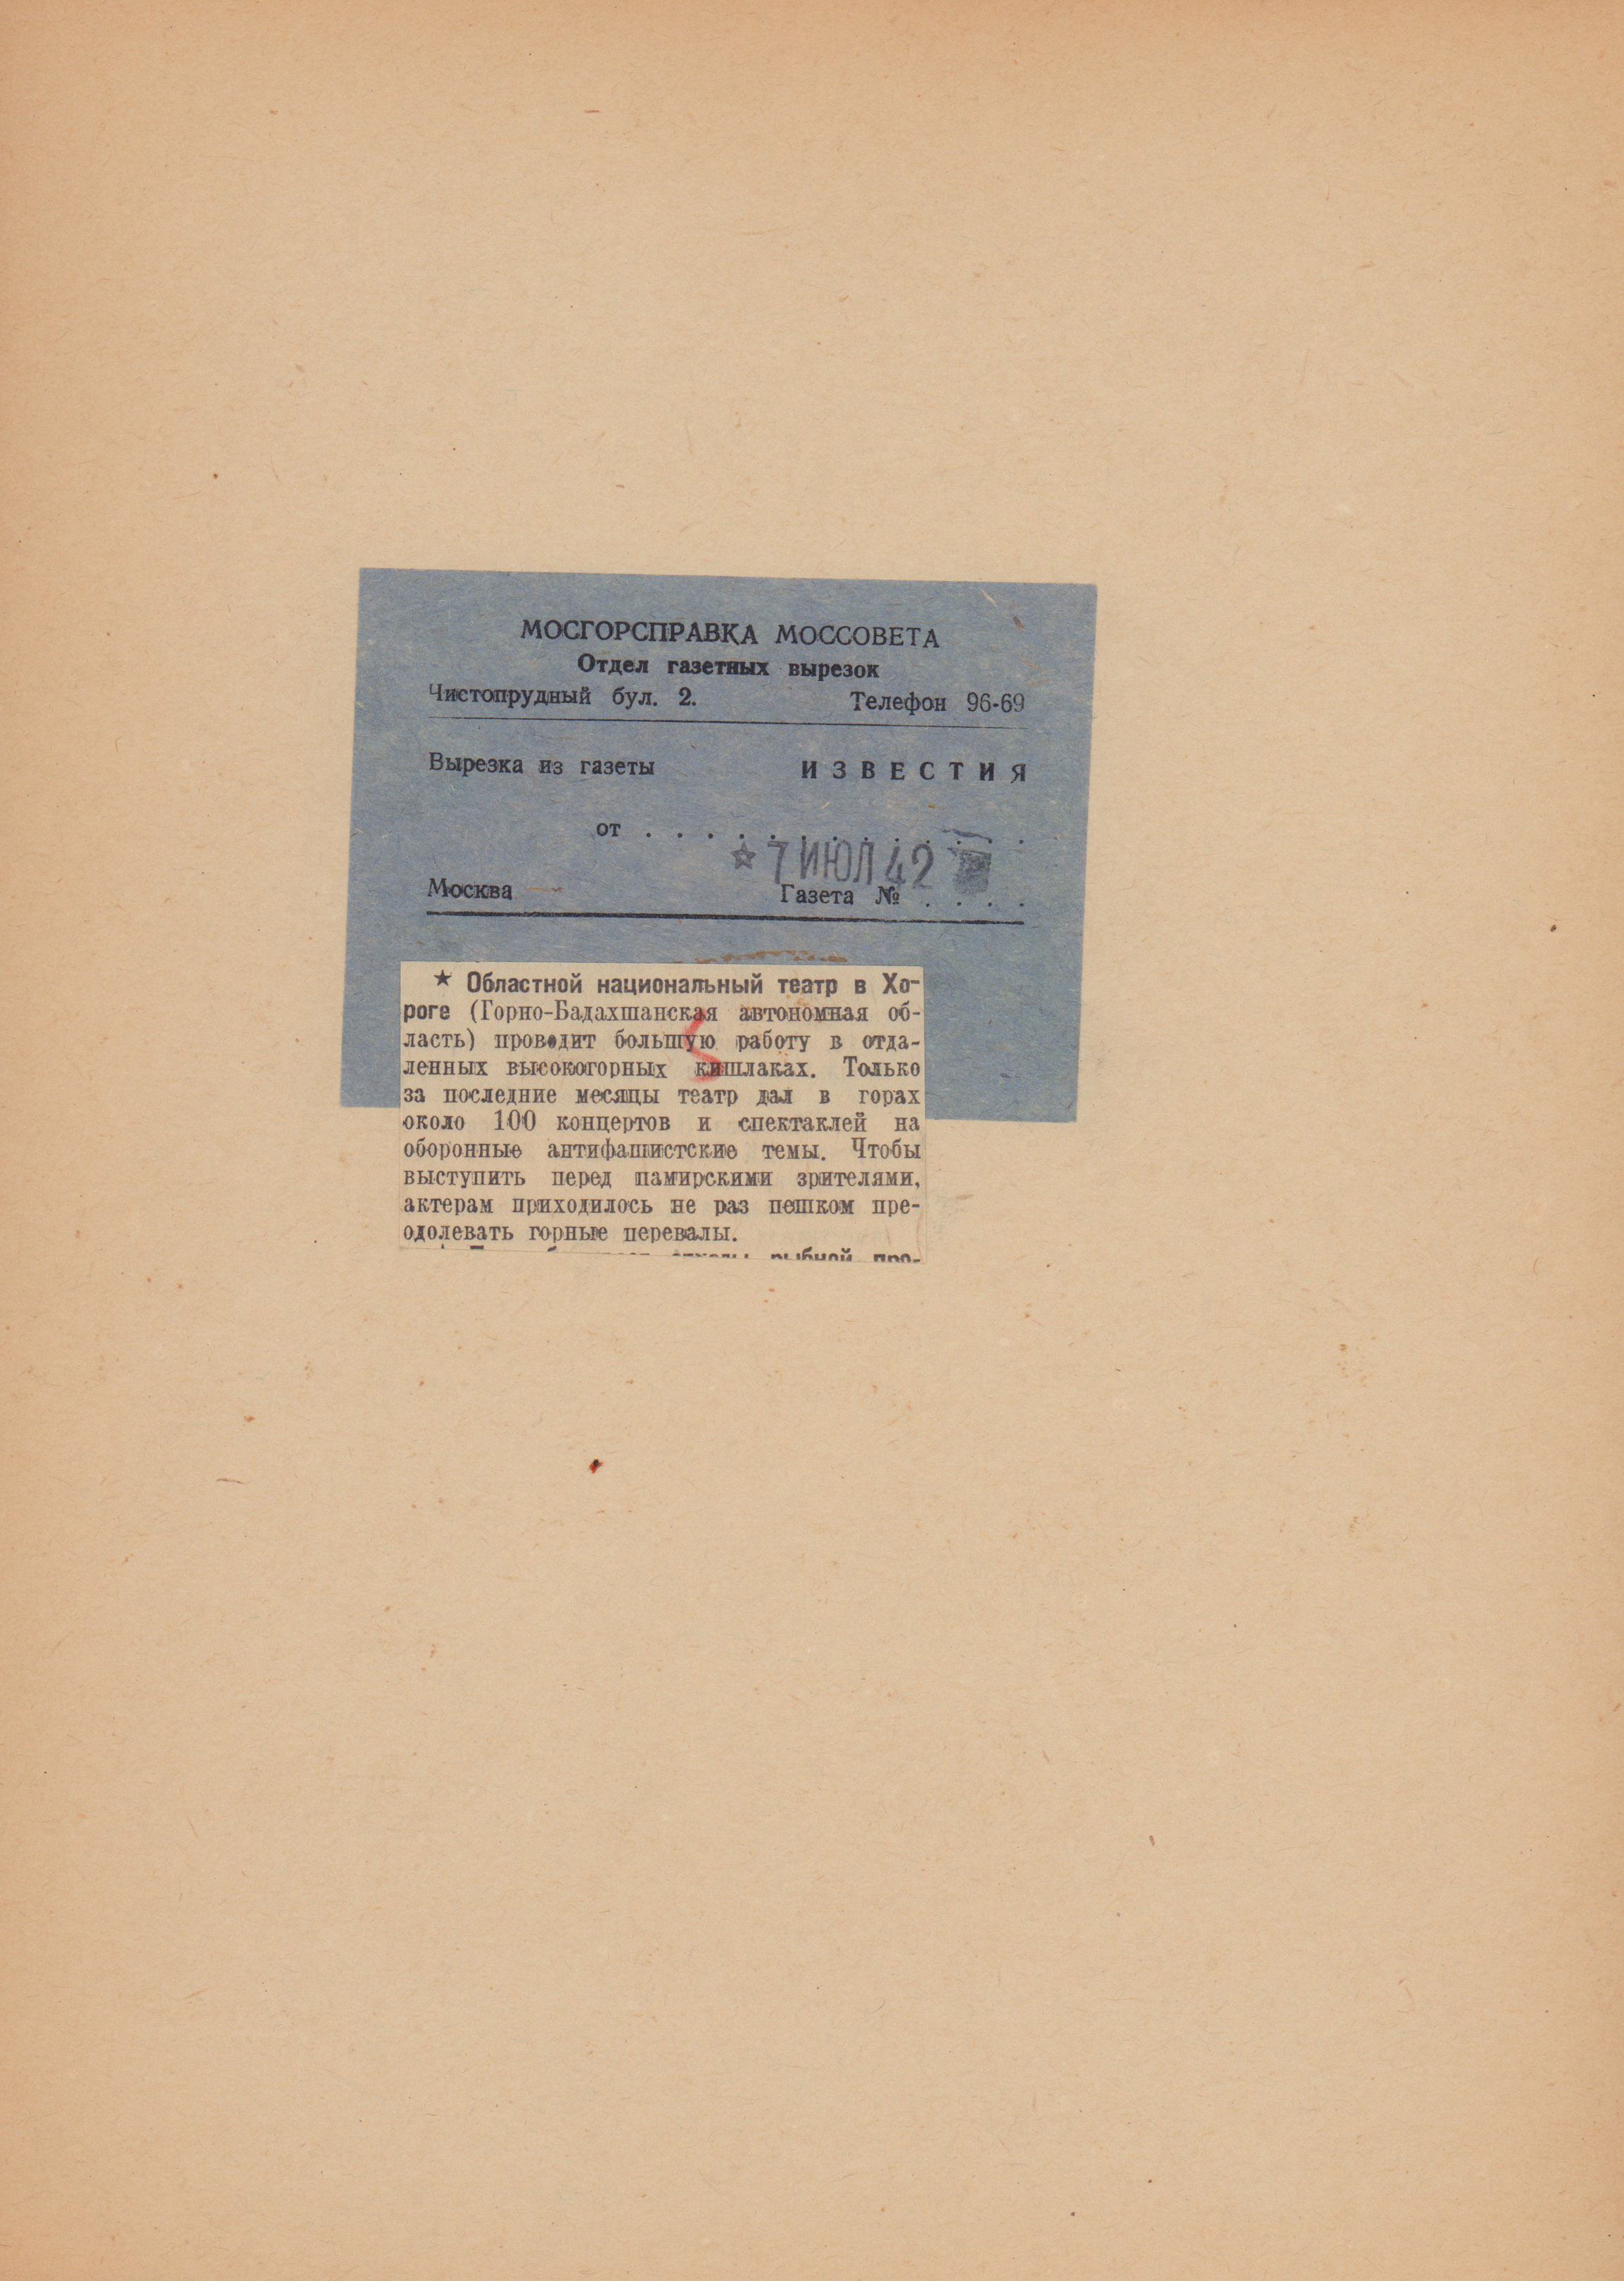 МОСГОРСПРАВКА МОССОВЕТА
Отдел газетных вырезок
Чистопрудный бул. 2. Телефон 96-69
Вырезка из газеты ИЗВЕСТИЯ
от . . . . . . . . . . . . .
☆ 7 ИЮЛ 42
Москва Газета № . . . .
★ Областной национальный театр в Хо-
роге (Горно-Бадахшанская автономная об-
ласть) проводит большую работу в отда-
ленных высокогорных кишлаках. Только
за последние месяцы театр дал в горах
около 100 концертов и спектаклей на
оборонные антифашистские темы. Чтобы
выступить перед памирскими зрителями,
актерам приходилось не раз пешком пре-
одолевать горные перевалы.
рыбной про-